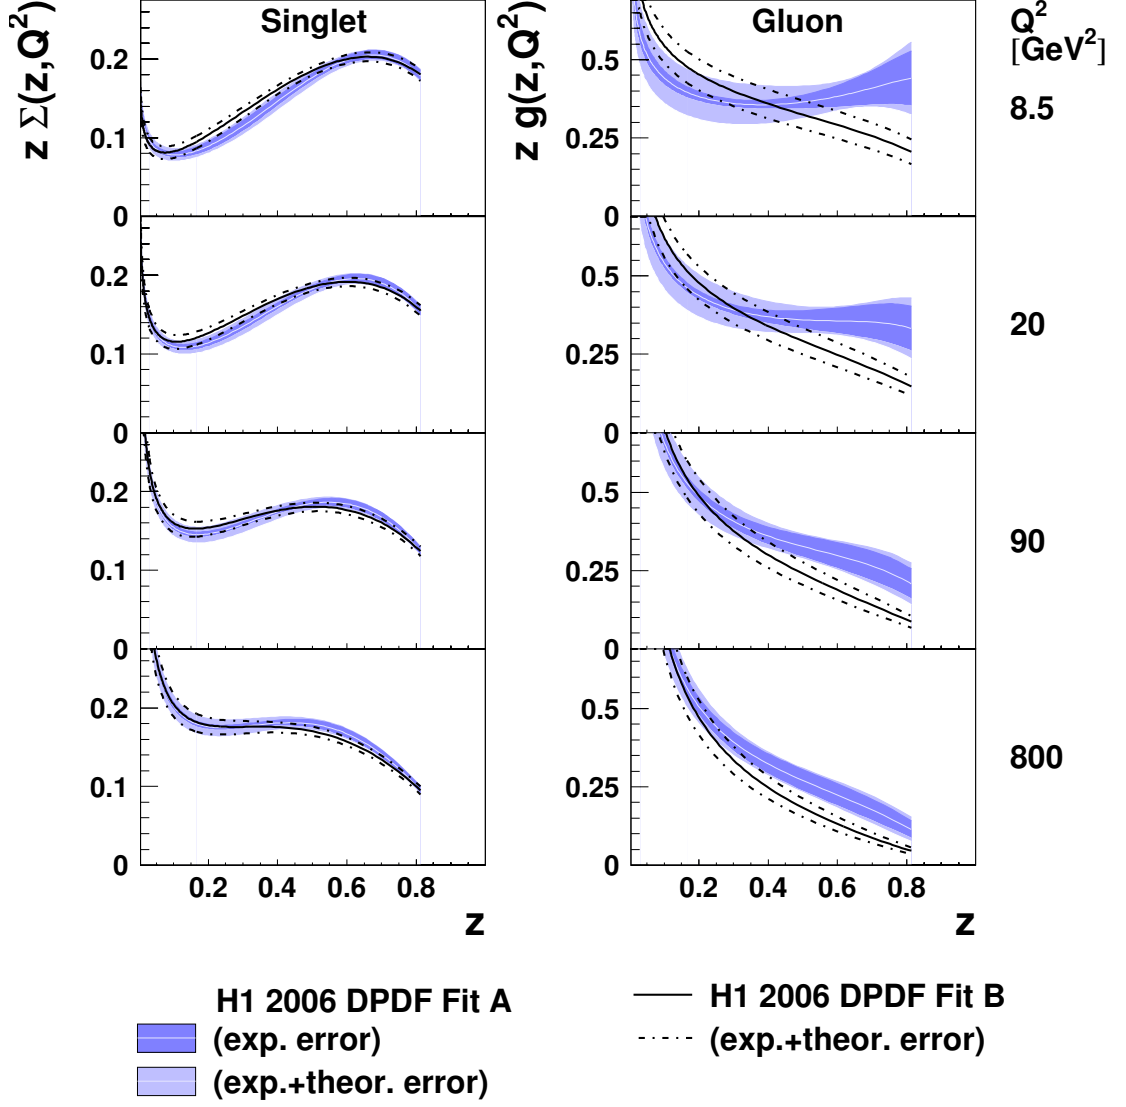 Singlet
Gluon
z Σ(z,Q²)
z g(z,Q²)
Q²
[GeV²]
0.2
0.1
0
0.5
0.25
0
8.5
0.2
0.1
0
0.5
0.25
0
20
0.2
0.1
0
0.5
0.25
0
90
0.2
0.1
0
0.5
0.25
0
800
0.2 0.4 0.6 0.8
z
0.2 0.4 0.6 0.8
z
H1 2006 DPDF Fit A
(exp. error)
(exp.+theor. error)
H1 2006 DPDF Fit B
(exp.+theor. error)